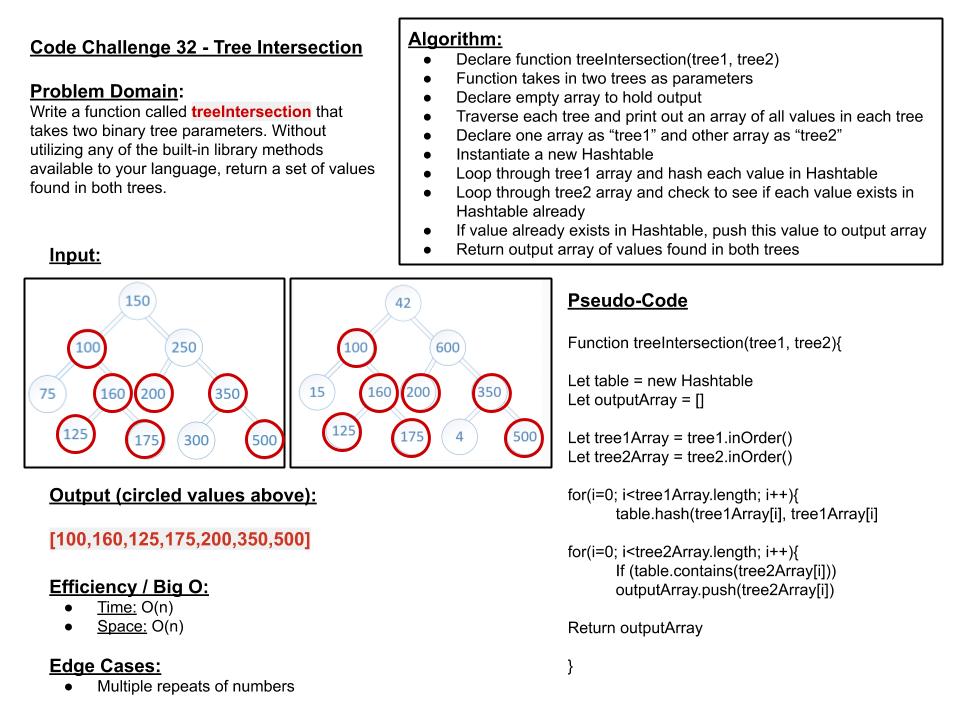 Code Challenge 32 - Tree Intersection
Problem Domain:
Write a function called treeIntersection that
takes two binary tree parameters. Without
utilizing any of the built-in library methods
available to your language, return a set of values
found in both trees.
Algorithm:
● Declare function treeIntersection(tree1, tree2)
● Function takes in two trees as parameters
● Declare empty array to hold output
● Traverse each tree and print out an array of all values in each tree
● Declare one array as “tree1” and other array as “tree2”
● Instantiate a new Hashtable
● Loop through tree1 array and hash each value in Hashtable
● Loop through tree2 array and check to see if each value exists in
Hashtable already
● If value already exists in Hashtable, push this value to output array
● Return output array of values found in both trees
Input:
150
100 250
75 160 200 350
125 175 300 500
42
100 600
15 160 200 350
125 175 4 500
Output (circled values above):
[100,160,125,175,200,350,500]
Efficiency / Big O:
● Time: O(n)
● Space: O(n)
Edge Cases:
● Multiple repeats of numbers
Pseudo-Code
Function treeIntersection(tree1, tree2){
Let table = new Hashtable
Let outputArray = []
Let tree1Array = tree1.inOrder()
Let tree2Array = tree2.inOrder()
for(i=0; i<tree1Array.length; i++){
table.hash(tree1Array[i], tree1Array[i]
for(i=0; i<tree2Array.length; i++){
If (table.contains(tree2Array[i]))
outputArray.push(tree2Array[i])
Return outputArray
}